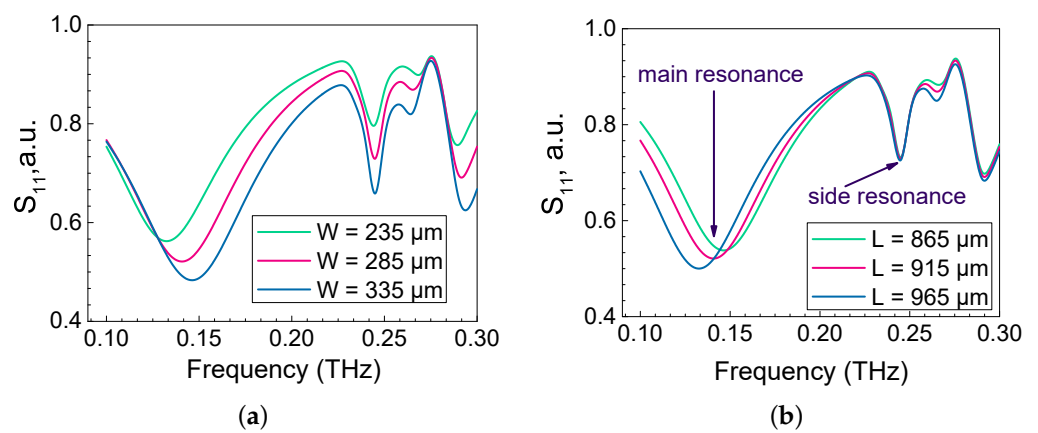 1.0
0.8
0.6
0.4
S11, a.u.
0.10 0.15 0.20 0.25 0.30
Frequency (THz)
W = 235 μm
W = 285 μm
W = 335 μm
(a)
1.0
0.8
0.6
0.4
S11, a.u.
0.10 0.15 0.20 0.25 0.30
Frequency (THz)
main resonance
side resonance
L = 865 μm
L = 915 μm
L = 965 μm
(b)